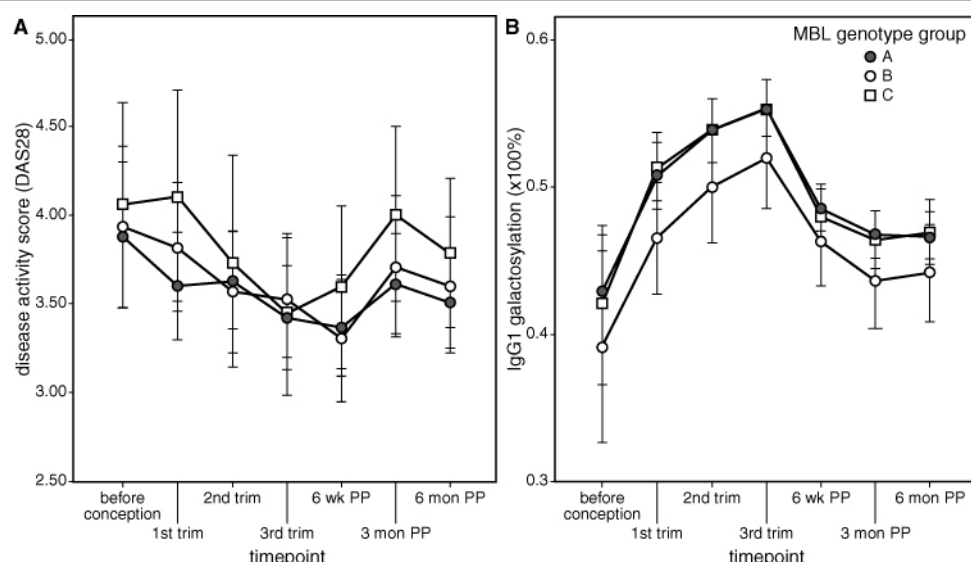 A
disease activity score (DAS28)
5.00
4.50
4.00
3.50
3.00
2.50
before conception
1st trim
2nd trim
3rd trim
6 wk PP
3 mon PP
6 mon PP
timepoint
B
MBL genotype group
A
B
C
IgG1 galactosylation (x100%)
0.6
0.5
0.4
0.3
before conception
1st trim
2nd trim
3rd trim
6 wk PP
3 mon PP
6 mon PP
timepoint